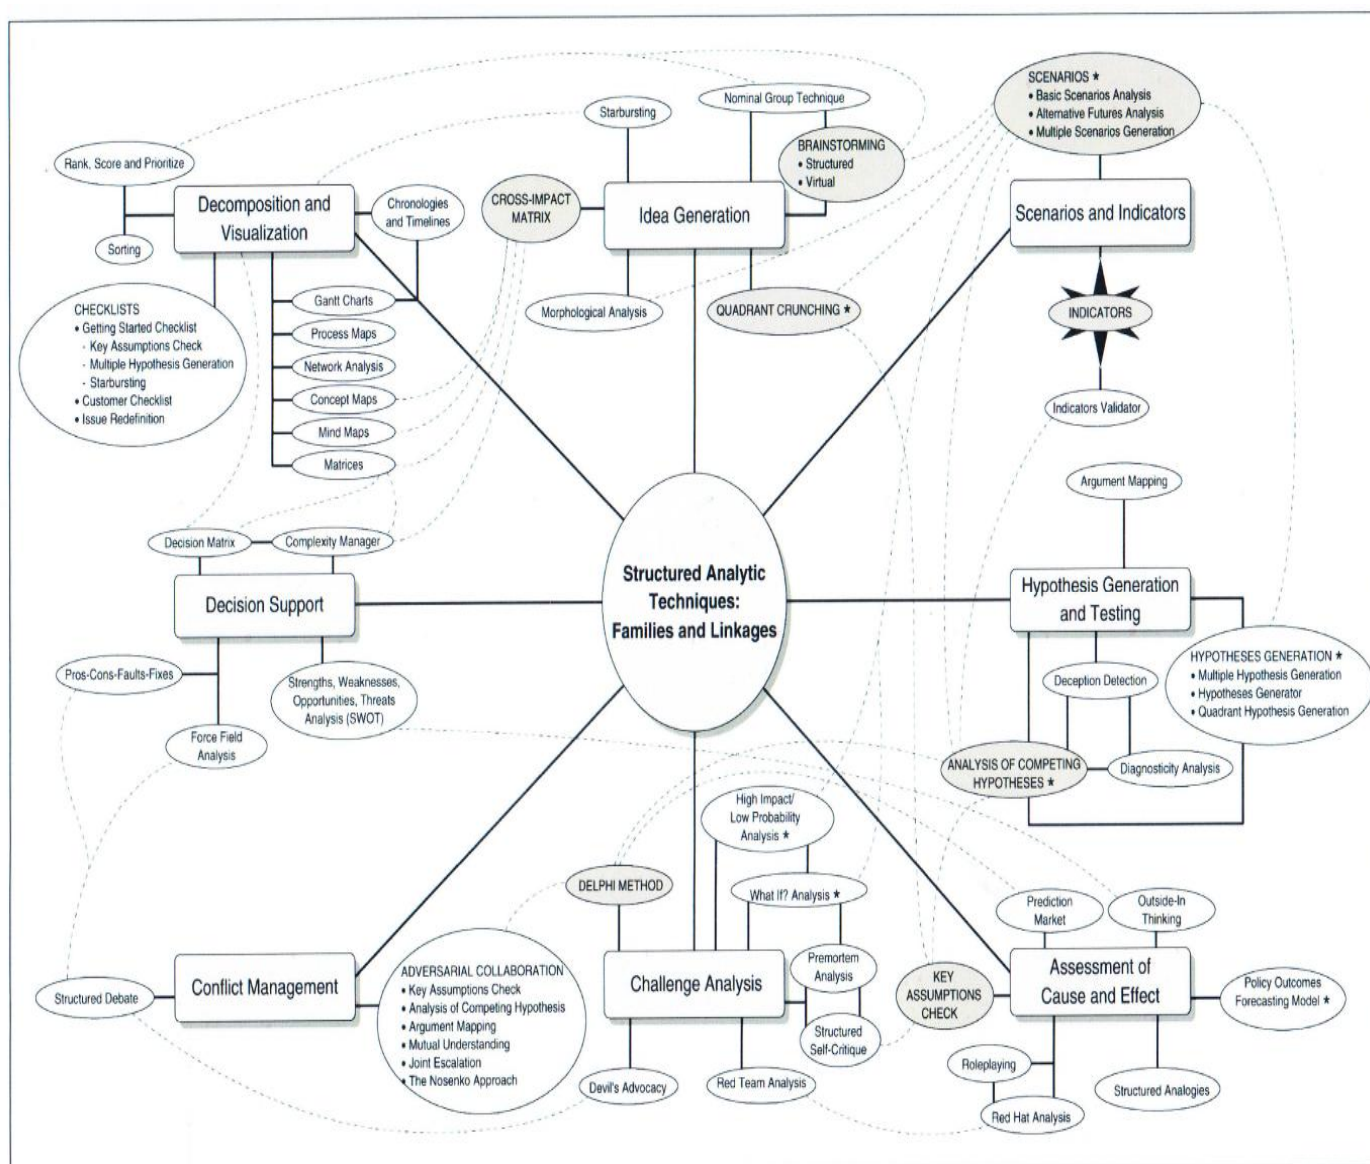 Nominal Group Technique
Starbursting
SCENARIOS ★
• Basic Scenarios Analysis
• Alternative Futures Analysis
• Multiple Scenarios Generation
Rank, Score and Prioritize
BRAINSTORMING
• Structured
• Virtual
Decomposition and
Visualization
Chronologies
and Timelines
CROSS-IMPACT
MATRIX
Idea Generation
Scenarios and Indicators
Sorting
Gantt Charts
Morphological Analysis
QUADRANT CRUNCHING ★
INDICATORS
CHECKLISTS
• Getting Started Checklist
- Key Assumptions Check
- Multiple Hypothesis Generation
- Starbursting
• Customer Checklist
• Issue Redefinition
Process Maps
Network Analysis
Concept Maps
Mind Maps
Matrices
Indicators Validator
Argument Mapping
Decision Matrix
Complexity Manager
Decision Support
Structured Analytic
Techniques:
Families and Linkages
Hypothesis Generation
and Testing
Pros-Cons-Faults-Fixes
Strengths, Weaknesses,
Opportunities, Threats
Analysis (SWOT)
Force Field
Analysis
Deception Detection
HYPOTHESES GENERATION ★
• Multiple Hypothesis Generation
• Hypotheses Generator
• Quadrant Hypothesis Generation
ANALYSIS OF COMPETING
HYPOTHESES ★
Diagnosticity Analysis
High Impact/
Low Probability
Analysis ★
DELPHI METHOD
What If? Analysis ★
Prediction
Market
Outside-In
Thinking
Structured Debate
Conflict Management
ADVERSARIAL COLLABORATION
• Key Assumptions Check
• Analysis of Competing Hypothesis
• Argument Mapping
• Mutual Understanding
• Joint Escalation
• The Nosenko Approach
Challenge Analysis
Premortem
Analysis
Structured
Self-Critique
KEY
ASSUMPTIONS
CHECK
Assessment of
Cause and Effect
Policy Outcomes
Forecasting Model ★
Devil's Advocacy
Red Team Analysis
Roleplaying
Red Hat Analysis
Structured Analogies